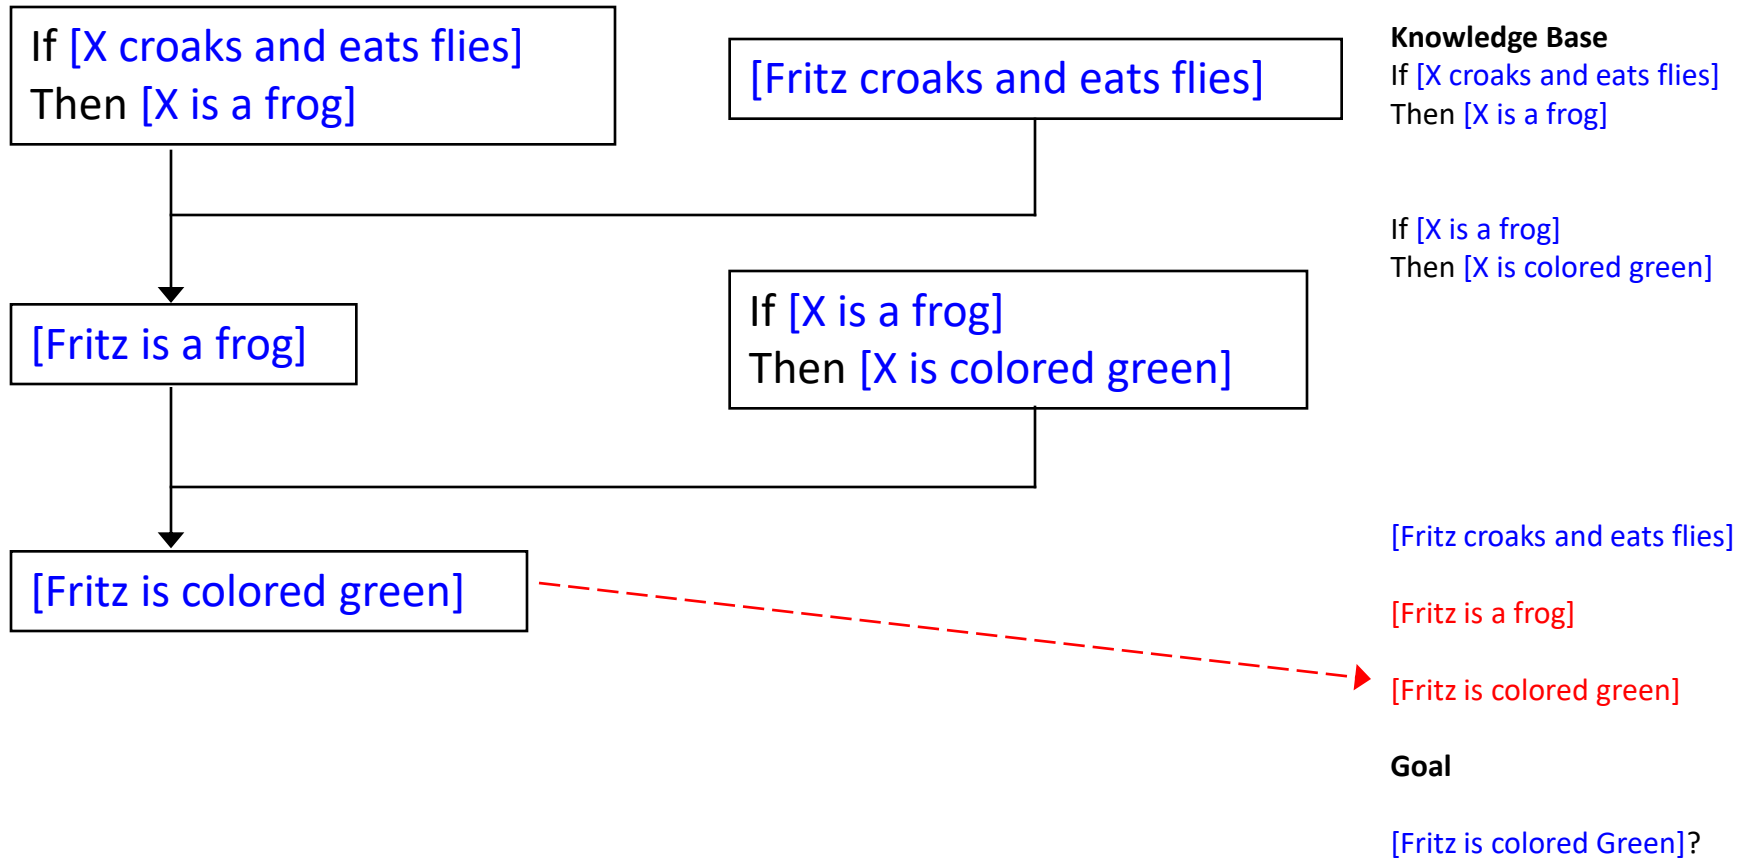 If [X croaks and eats flies]
Then [X is a frog]
[Fritz croaks and eats flies]
[Fritz is a frog]
If [X is a frog]
Then [X is colored green]
[Fritz is colored green]
Knowledge Base
If [X croaks and eats flies]
Then [X is a frog]
If [X is a frog]
Then [X is colored green]
[Fritz croaks and eats flies]
[Fritz is a frog]
[Fritz is colored green]
Goal
[Fritz is colored Green]?